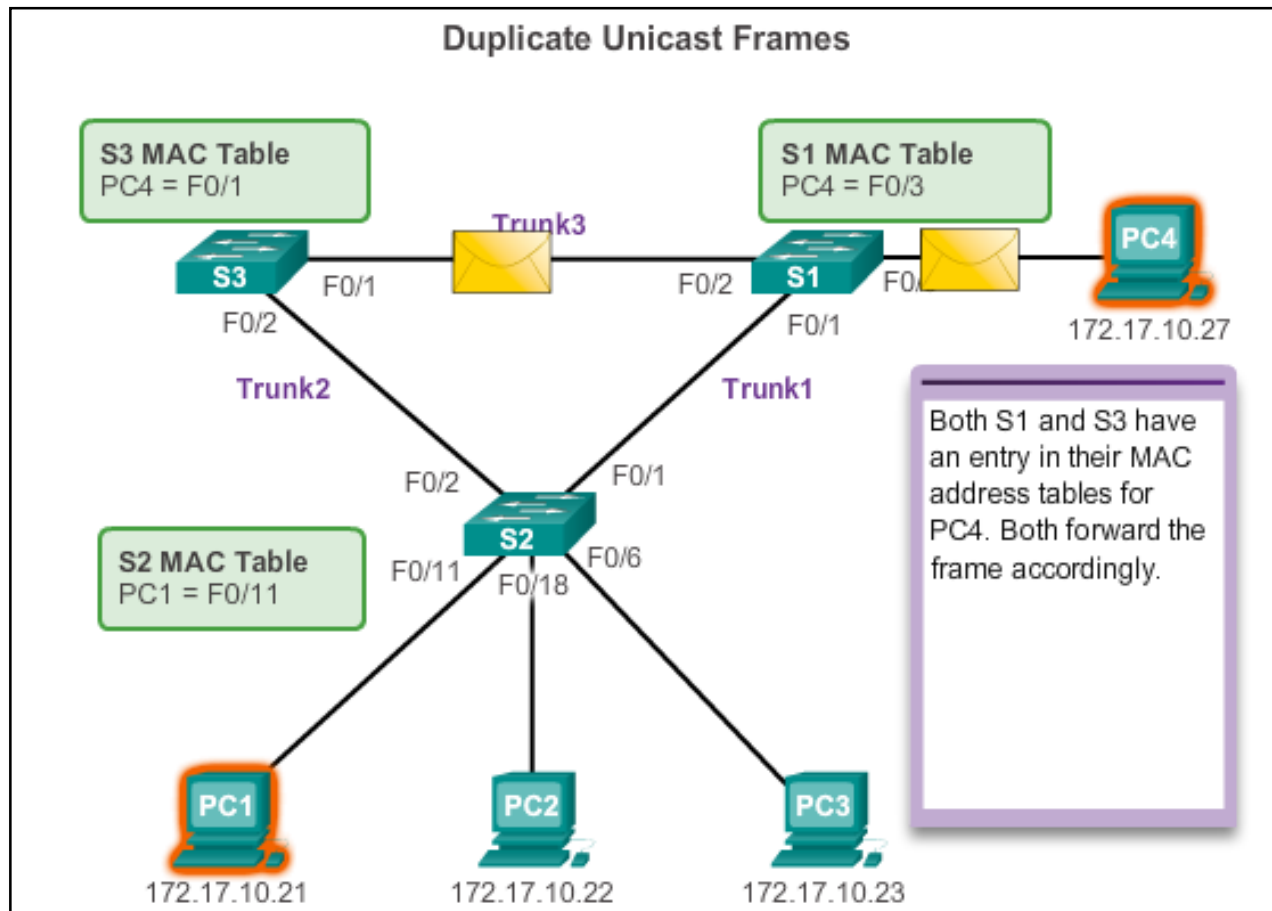 Duplicate Unicast Frames
S3 MAC Table
PC4 = F0/1
S1 MAC Table
PC4 = F0/3
Trunk3
S3
S1
PC4
F0/1
F0/2
F0/
F0/2
F0/1
172.17.10.27
Trunk2
Trunk1
Both S1 and S3 have
an entry in their MAC
address tables for
PC4. Both forward the
frame accordingly.
F0/2
F0/1
S2
S2 MAC Table
PC1 = F0/11
F0/11
F0/18
F0/6
PC1
PC2
PC3
172.17.10.21
172.17.10.22
172.17.10.23